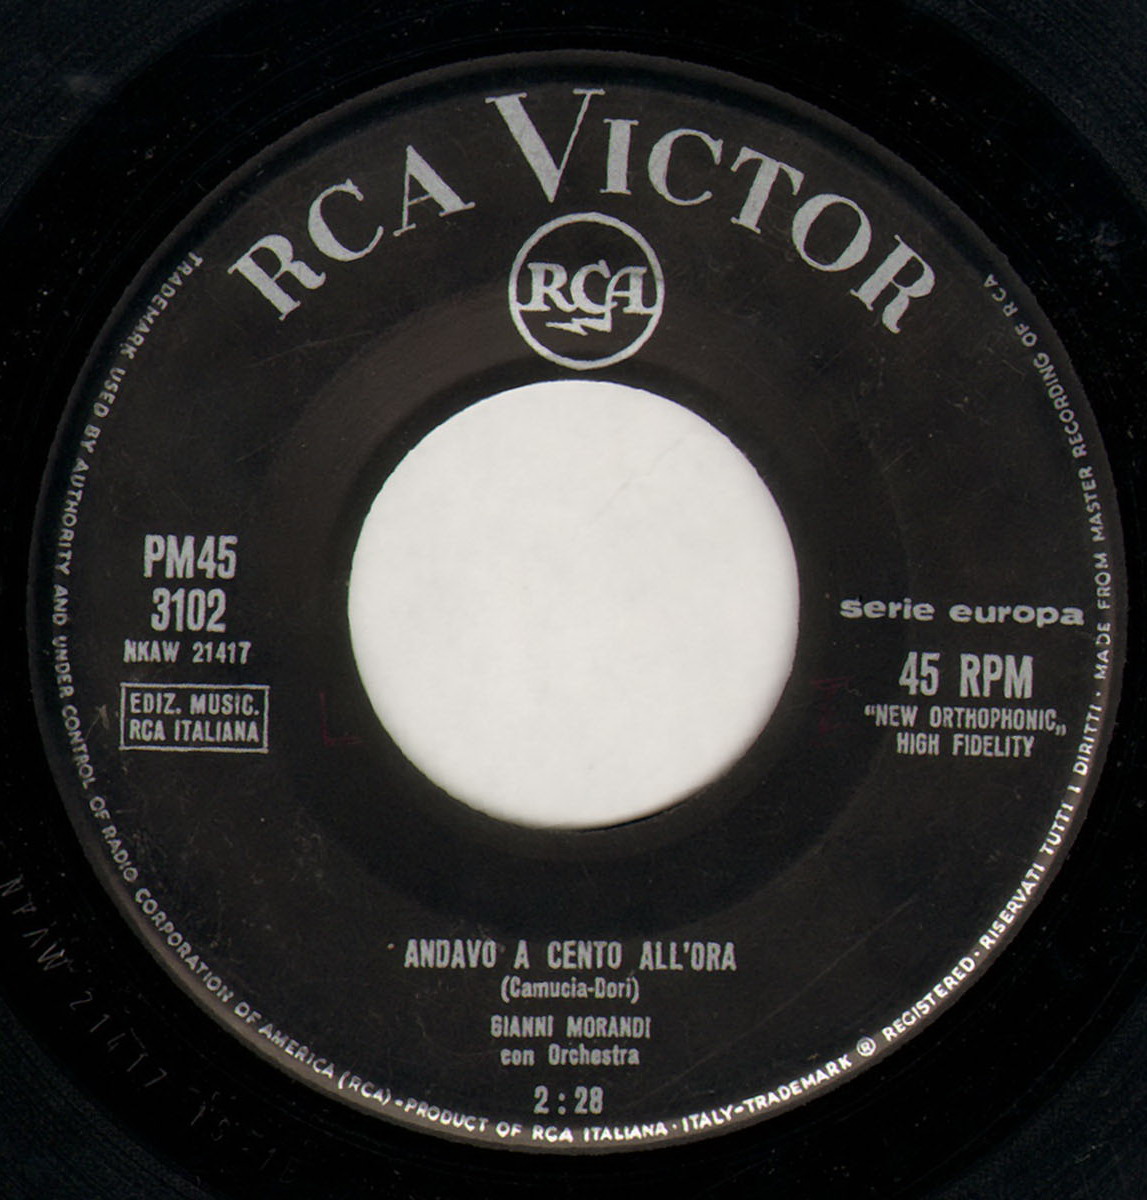 RCA VICTOR
RCA
PM45
3102
NKAW 21417
EDIZ. MUSIC.
RCA ITALIANA
serie europa
45 RPM
"NEW ORTHOPHONIC„
HIGH FIDELITY
ANDAVO A CENTO ALL'ORA
(Camucia-Dori)
GIANNI MORANDI
con Orchestra
2:28
TRADEMARK USED BY AUTHORITY AND UNDER CONTROL OF RADIO CORPORATION OF AMERICA (RCA)-PRODUCT OF RCA ITALIANA · ITALY-TRADEMARK ® REGISTERED· RISERVATI TUTTI I DIRITTI· MADE FROM MASTER RECORDING OF RCA